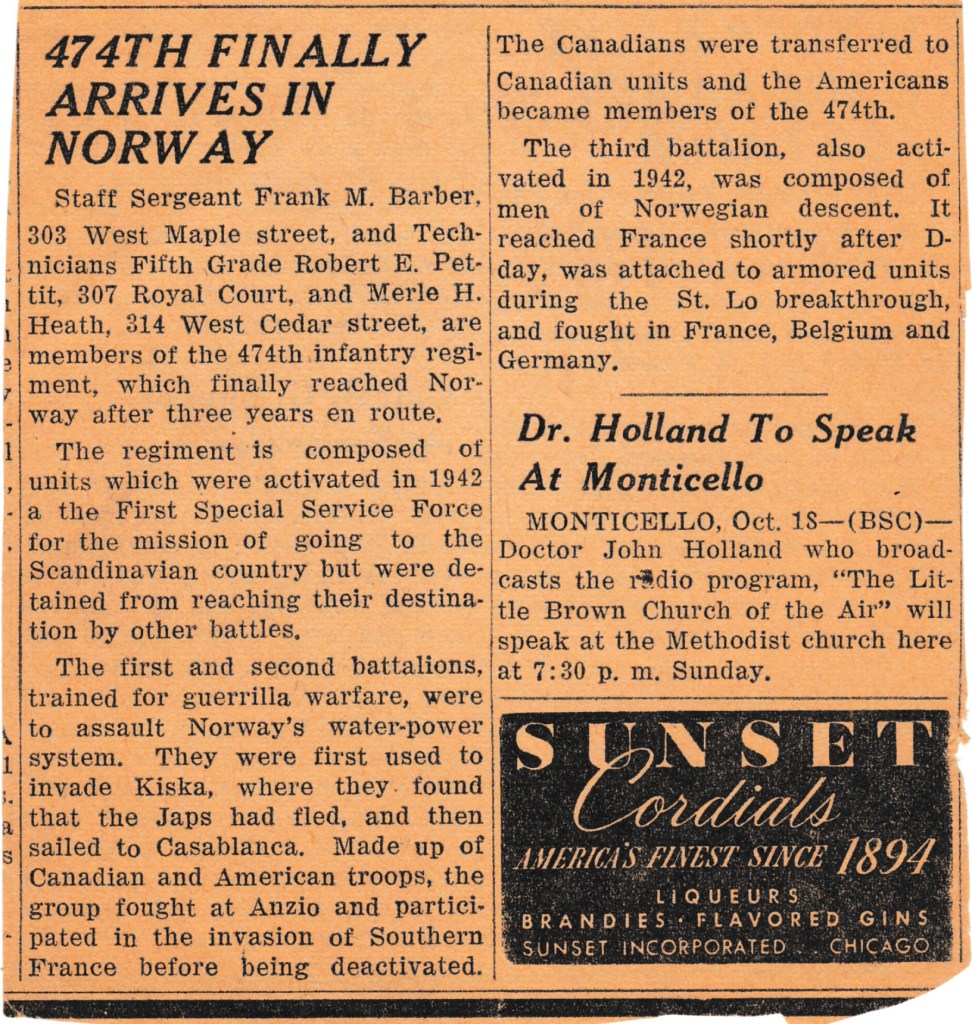 474TH FINALLY
ARRIVES IN
NORWAY
Staff Sergeant Frank M. Barber,
303 West Maple street, and Tech-
nicians Fifth Grade Robert E. Pet-
tit, 307 Royal Court, and Merle H.
Heath, 314 West Cedar street, are
members of the 474th infantry regi-
ment, which finally reached Nor-
way after three years en route.
The regiment is composed of
units which were activated in 1942
a the First Special Service Force
for the mission of going to the
Scandinavian country but were de-
tained from reaching their destina-
tion by other battles.
The first and second battalions,
trained for guerrilla warfare, were
to assault Norway's water-power
system. They were first used to
invade Kiska, where they found
that the Japs had fled, and then
sailed to Casablanca. Made up of
Canadian and American troops, the
group fought at Anzio and partici-
pated in the invasion of Southern
France before being deactivated.
The Canadians were transferred to
Canadian units and the Americans
became members of the 474th.
The third battalion, also acti-
vated in 1942, was composed of
men of Norwegian descent. It
reached France shortly after D-
day, was attached to armored units
during the St. Lo breakthrough,
and fought in France, Belgium and
Germany.
Dr. Holland To Speak
At Monticello
MONTICELLO, Oct. 18—(BSC)—
Doctor John Holland who broad-
casts the radio program, "The Lit-
tle Brown Church of the Air" will
speak at the Methodist church here
at 7:30 p. m. Sunday.
SUNSET
Cordials
AMERICA'S FINEST SINCE 1894
LIQUEURS
BRANDIES · FLAVORED GINS
SUNSET INCORPORATED . . CHICAGO